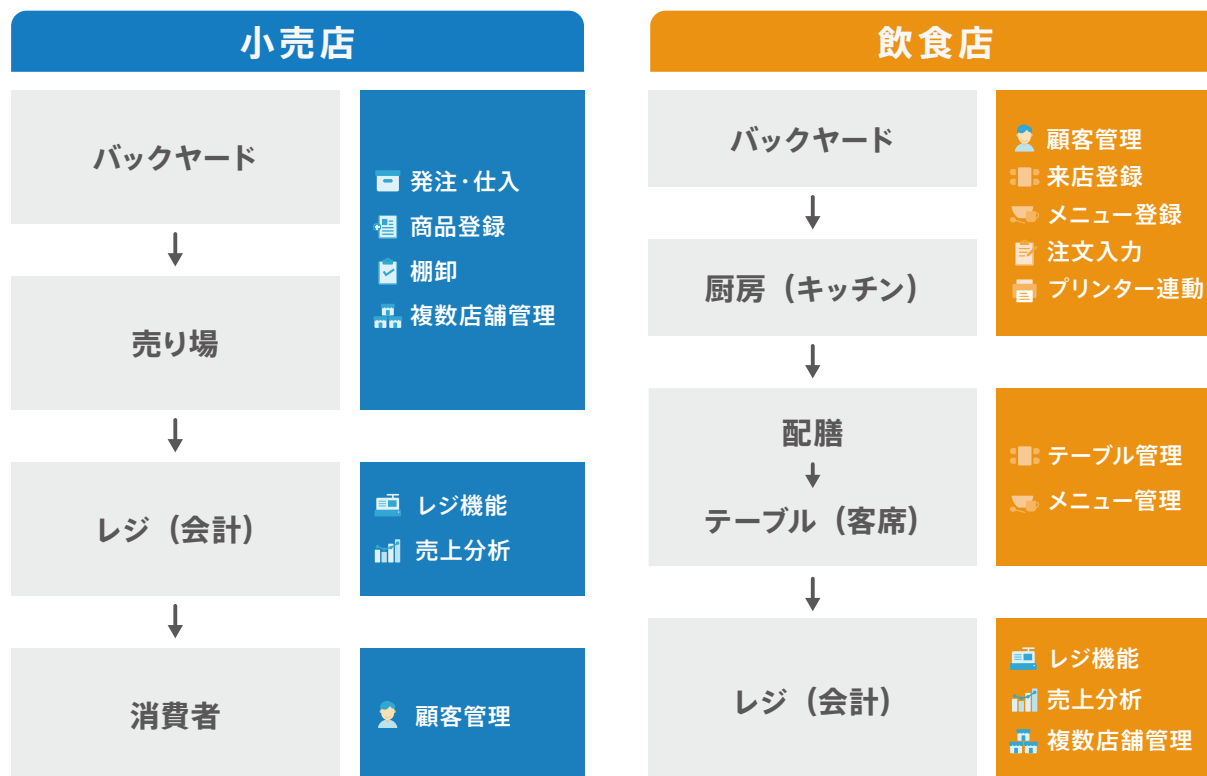 小売店
バックヤード
発注・仕入
商品登録
棚卸
複数店舗管理
売り場
レジ（会計）
レジ機能
売上分析
消費者
顧客管理
飲食店
バックヤード
顧客管理
来店登録
メニュー登録
注文入力
プリンター連動
厨房（キッチン）
配膳
テーブル（客席）
テーブル管理
メニュー管理
レジ（会計）
レジ機能
売上分析
複数店舗管理